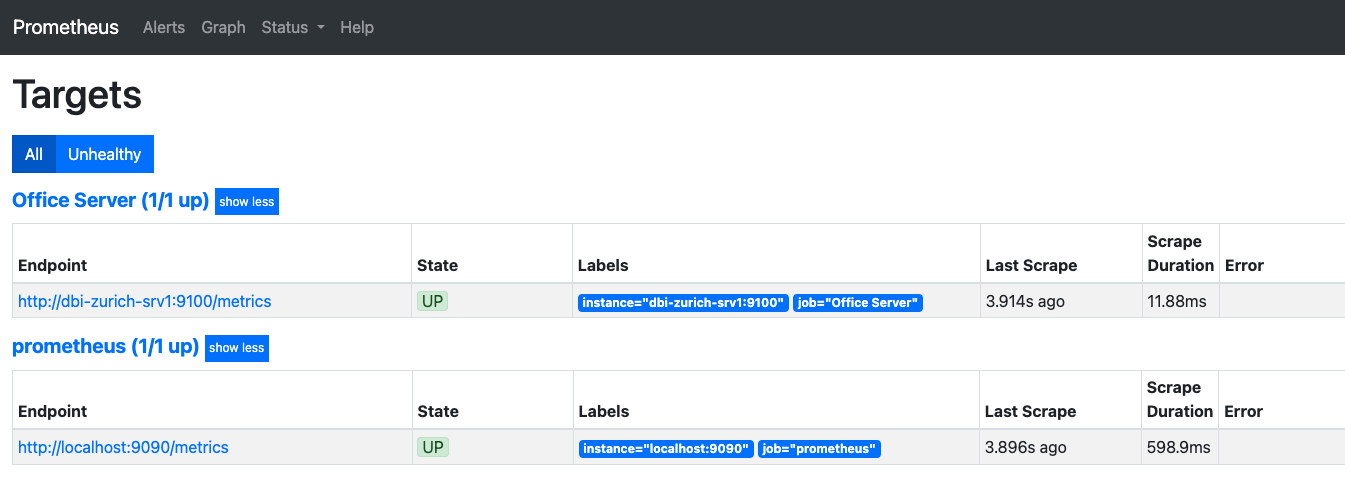 Prometheus Alerts Graph Status Help
Targets
All Unhealthy
Office Server (1/1 up) show less
Endpoint State Labels Last Scrape Scrape Duration Error
http://dbi-zurich-srv1:9100/metrics UP instance="dbi-zurich-srv1:9100" job="Office Server" 3.914s ago 11.88ms
prometheus (1/1 up) show less
Endpoint State Labels Last Scrape Scrape Duration Error
http://localhost:9090/metrics UP instance="localhost:9090" job="prometheus" 3.896s ago 598.9ms